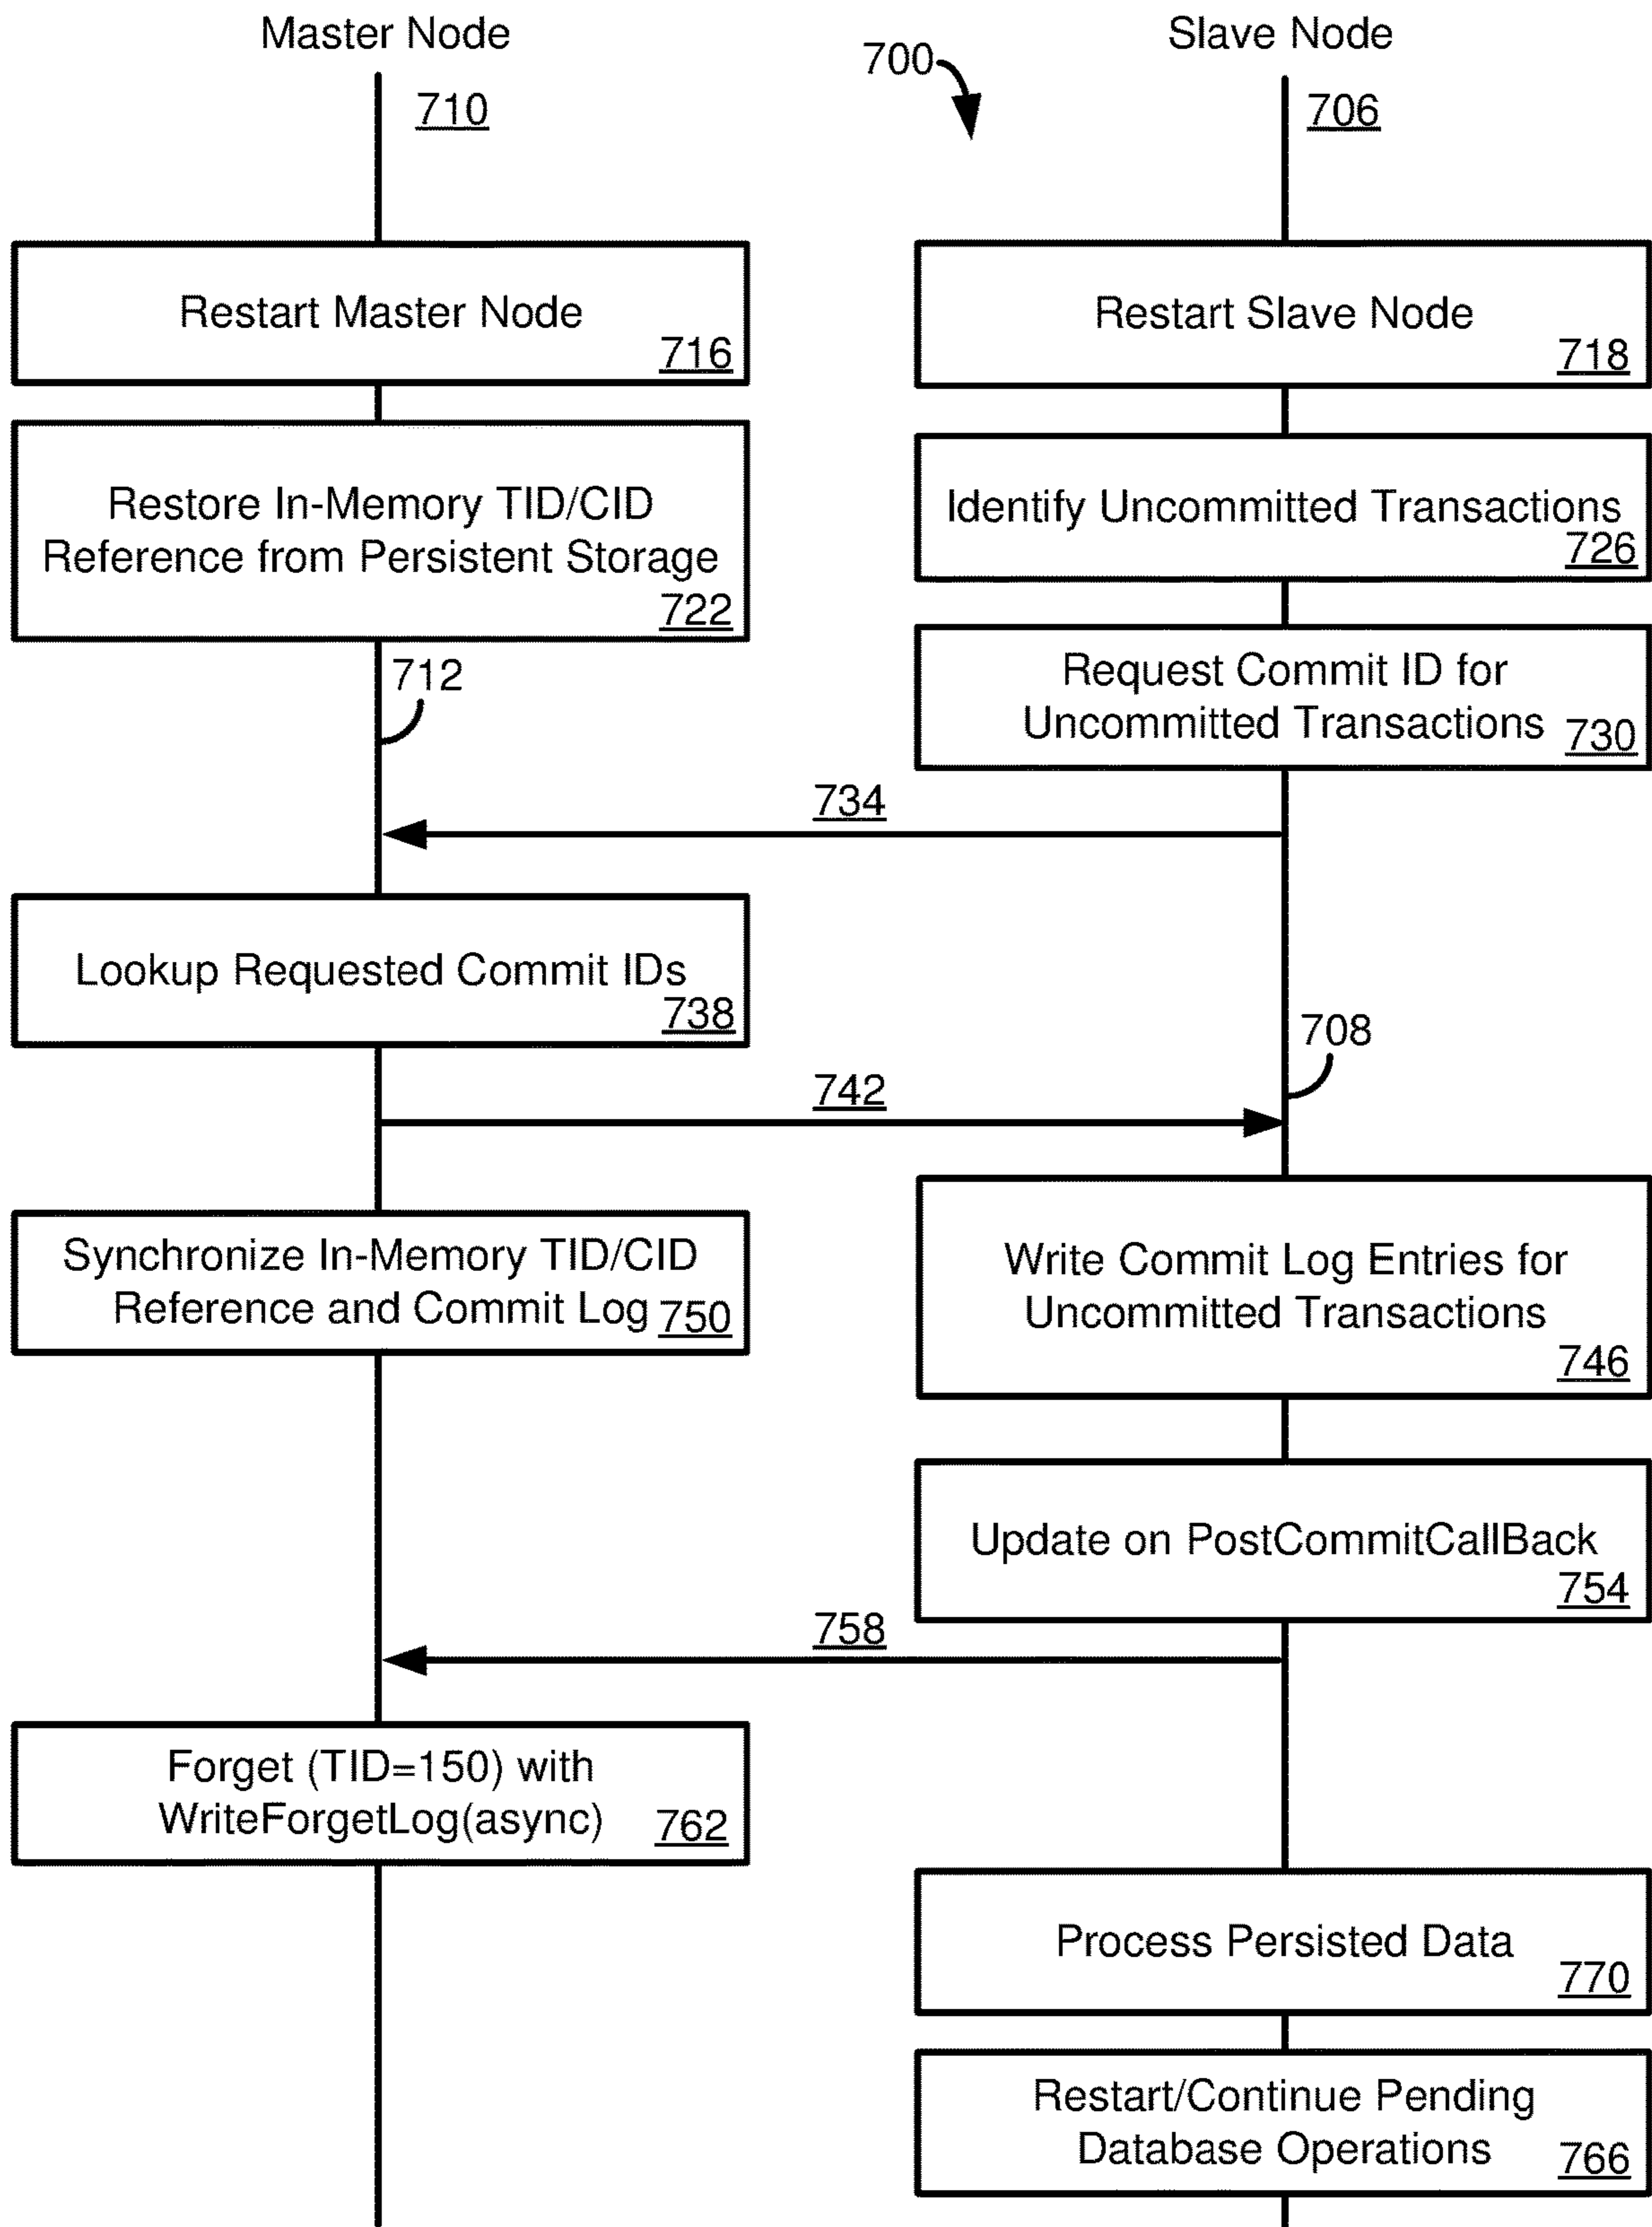 Master Node
Slave Node
700
710
706
Restart Master Node
716
Restart Slave Node
718
Restore In-Memory TID/CID
Reference from Persistent Storage
722
Identify Uncommitted Transactions
726
Request Commit ID for
Uncommitted Transactions 730
712
734
Lookup Requested Commit IDs
738
708
742
Synchronize In-Memory TID/CID
Reference and Commit Log 750
Write Commit Log Entries for
Uncommitted Transactions
746
Update on PostCommitCallBack
754
758
Forget (TID=150) with
WriteForgetLog(async) 762
Process Persisted Data
770
Restart/Continue Pending
Database Operations 766